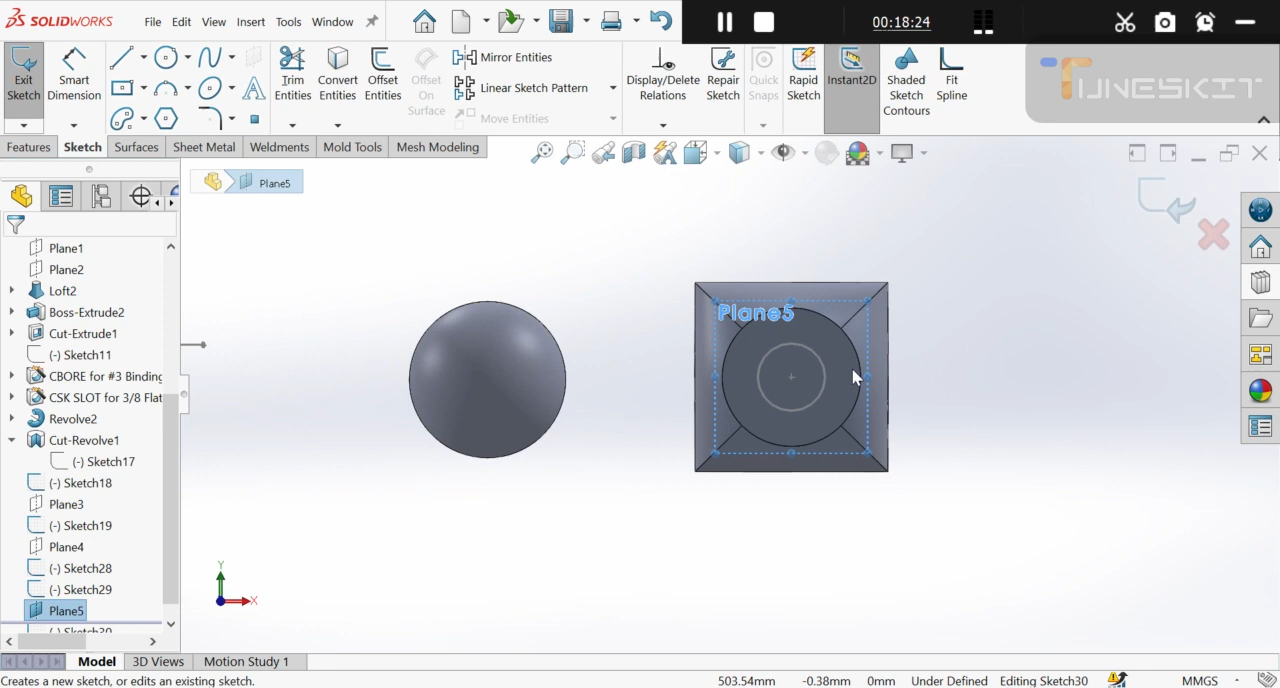 SOLIDWORKS File Edit View Insert Tools Window 00:18:24
Exit Sketch
Smart Dimension
Trim Entities
Convert Entities
Offset Entities
Offset On Surface
Mirror Entities
Linear Sketch Pattern
Move Entities
Display/Delete Relations
Repair Sketch
Quick Snaps
Rapid Sketch
Instant2D
Shaded Sketch Contours
Fit Spline
TUNESKIT
Features Sketch Surfaces Sheet Metal Weldments Mold Tools Mesh Modeling
Plane5
Plane1
Plane2
Loft2
Boss-Extrude2
Cut-Extrude1
(-) Sketch11
CBORE for #3 Binding
CSK SLOT for 3/8 Flat
Revolve2
Cut-Revolve1
(-) Sketch17
(-) Sketch18
Plane3
(-) Sketch19
Plane4
(-) Sketch28
(-) Sketch29
Plane5
(-) Sketch30
Plane5
Y
X
Model 3D Views Motion Study 1
Creates a new sketch, or edits an existing sketch. 503.54mm -0.38mm 0mm Under Defined Editing Sketch30 MMGS -